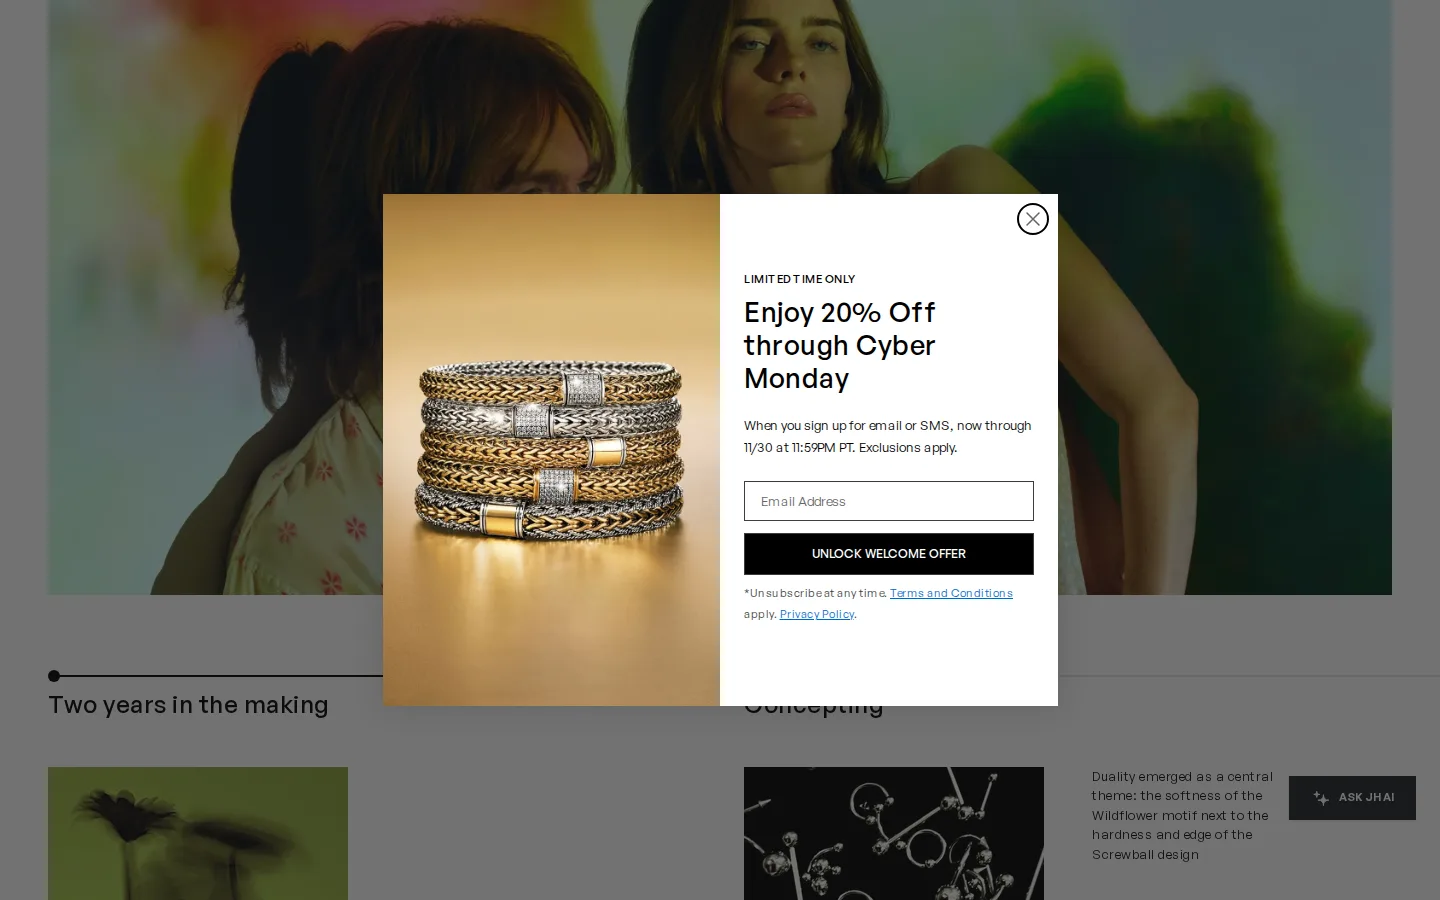 LIMITED TIME ONLY
Enjoy 20% Off
through Cyber
Monday
When you sign up for email or SMS, now through
11/30 at 11:59PM PT. Exclusions apply.
Email Address
UNLOCK WELCOME OFFER
*Unsubscribe at any time. Terms and Conditions
apply. Privacy Policy.
Two years in the making
Concepting
Duality emerged as a central
theme: the softness of the
Wildflower motif next to the
hardness and edge of the
Screwball design
ASK JHAI